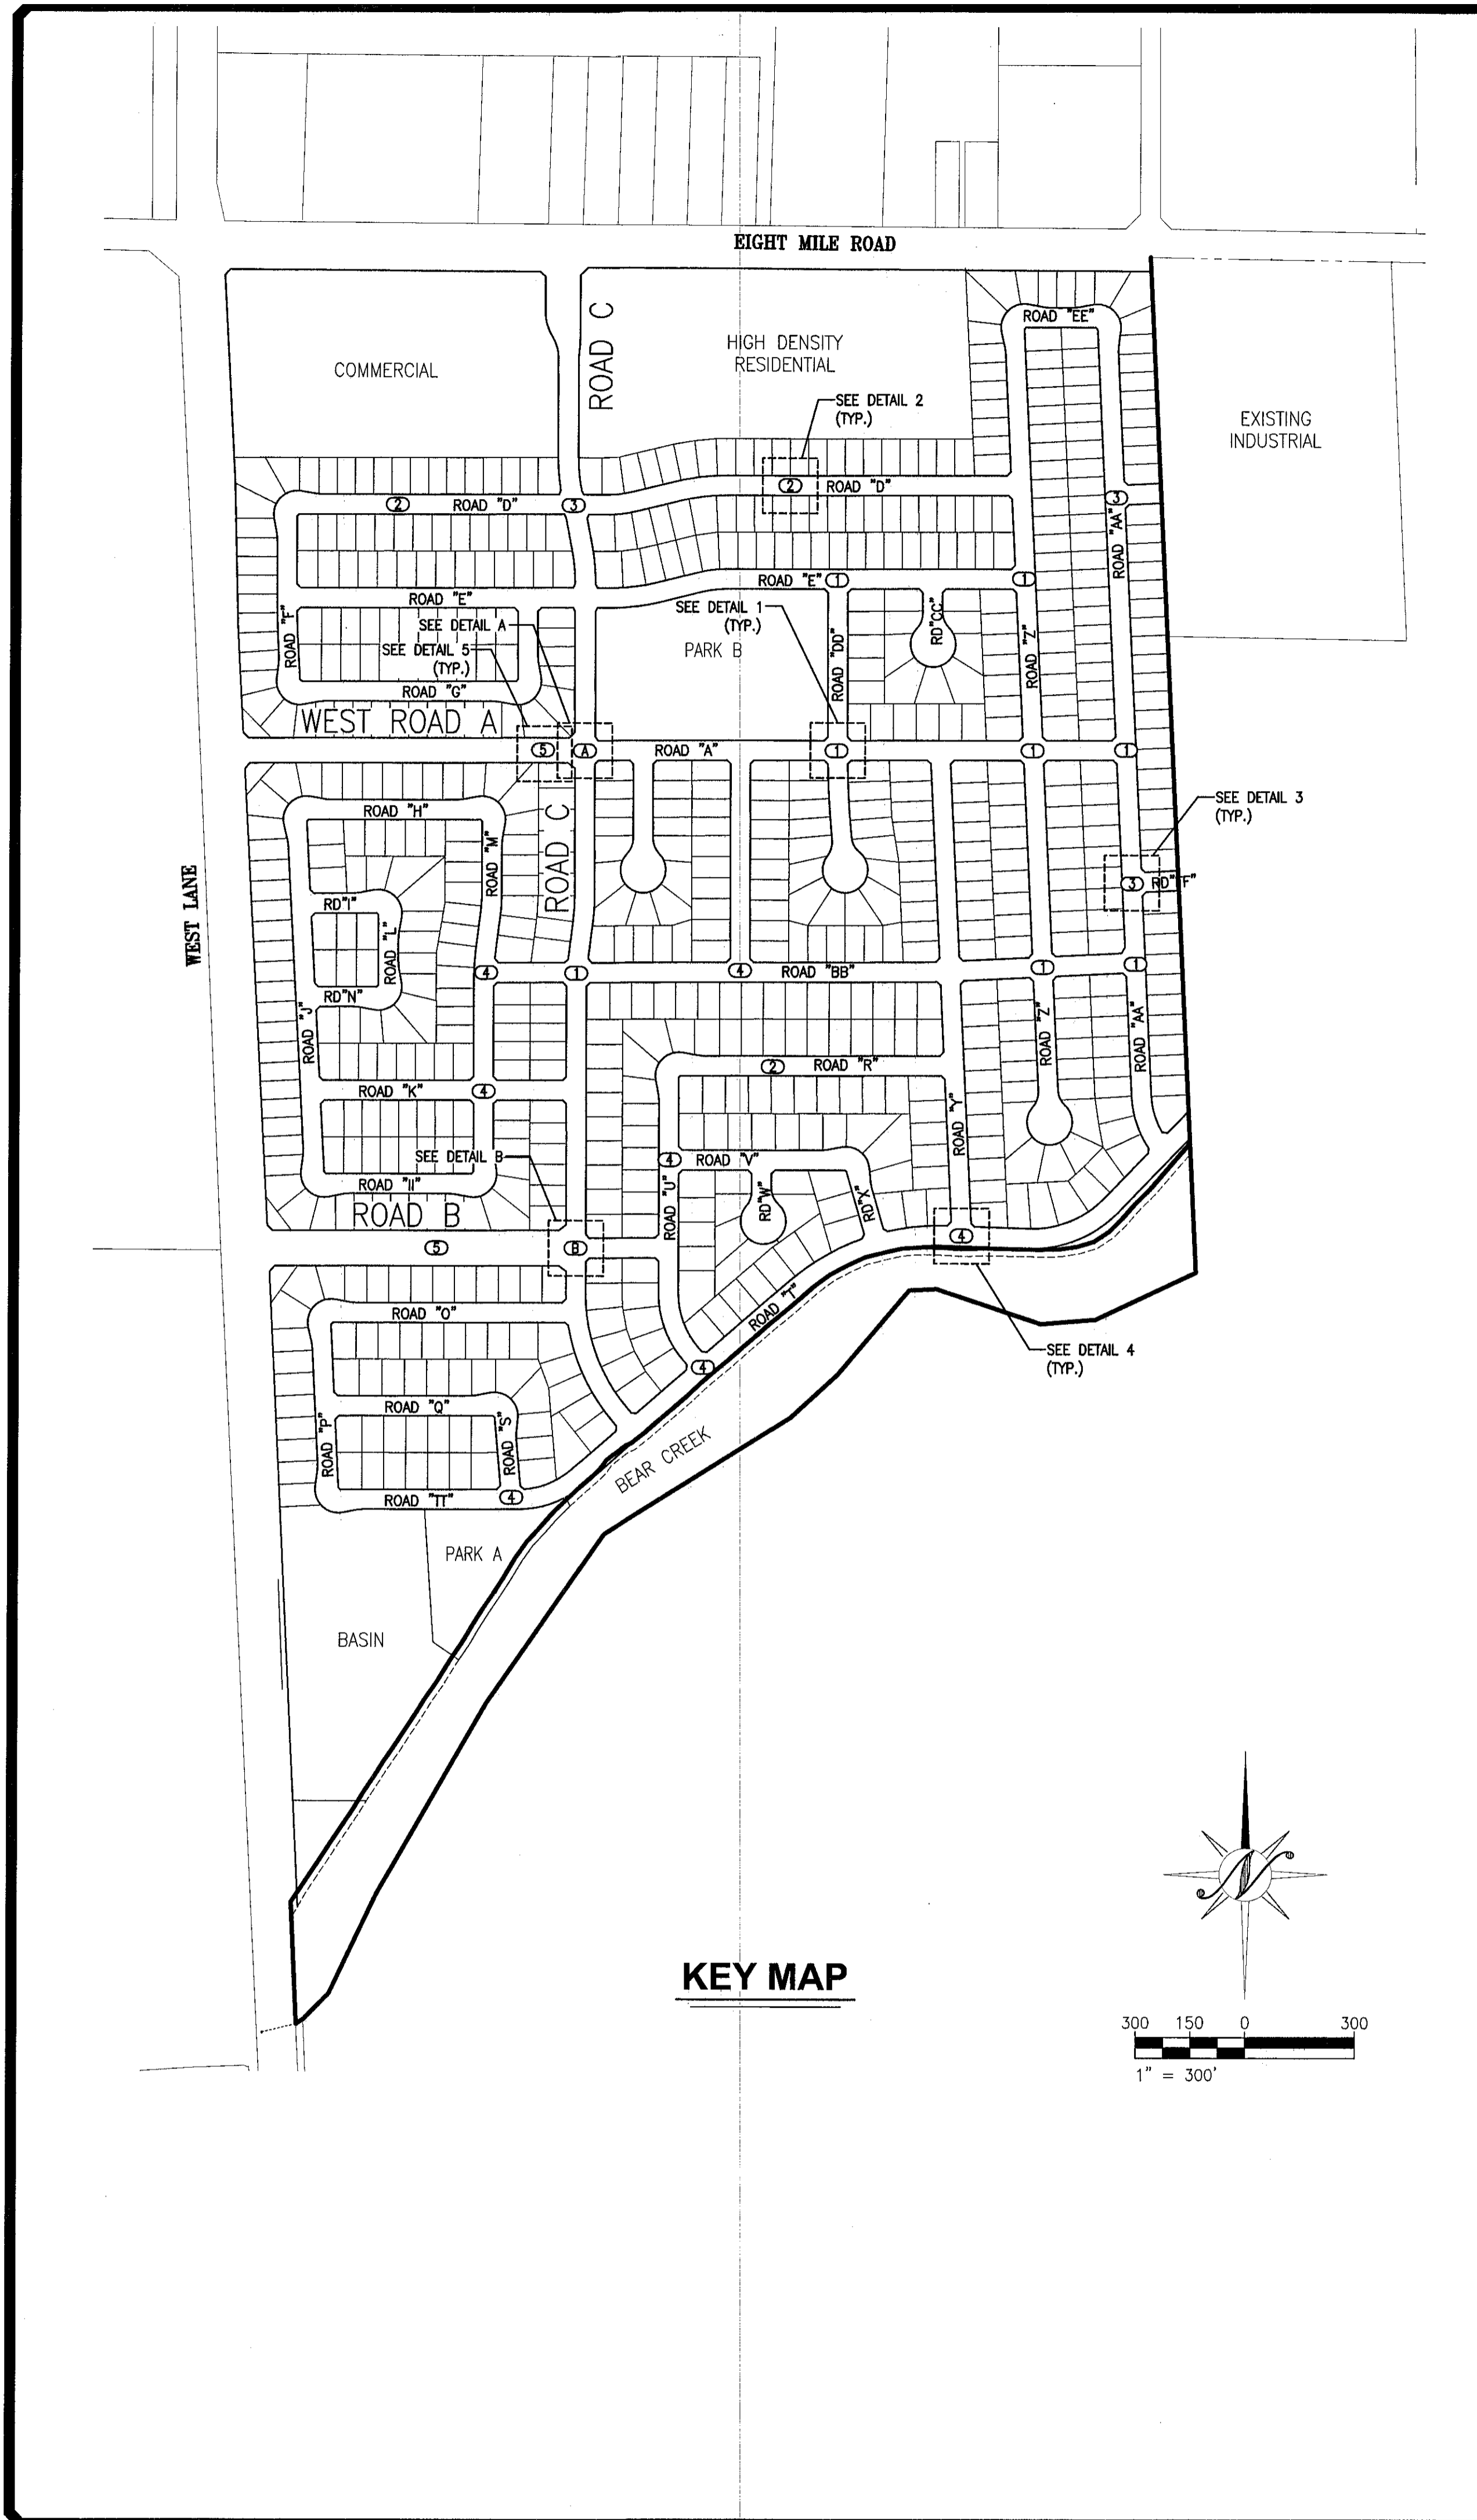 EIGHT MILE ROAD
ROAD "EE"
ROAD C
COMMERCIAL
HIGH DENSITY
RESIDENTIAL
SEE DETAIL 2
(TYP.)
EXISTING
INDUSTRIAL
2
ROAD "D"
3
2
ROAD "D"
3
ROAD "AA"
ROAD "E"
1
1
ROAD "E"
SEE DETAIL 1
(TYP.)
ROAD "F"
SEE DETAIL A
SEE DETAIL 5
(TYP.)
PARK B
ROAD "DD"
RD"CC"
ROAD "Z"
ROAD "G"
WEST ROAD A
5
A
ROAD "A"
1
1
1
SEE DETAIL 3
(TYP.)
ROAD "H"
ROAD "M"
ROAD C
WEST LANE
3
RD"FF"
RD"I"
ROAD "L"
RD"N"
4
1
4
ROAD "BB"
1
1
ROAD "J"
ROAD "Z"
ROAD "AA"
2
ROAD "R"
ROAD "K"
4
ROAD "Y"
SEE DETAIL B
4
ROAD "V"
ROAD "II"
ROAD "U"
RD"W"
RD"X"
ROAD B
5
B
4
ROAD "O"
ROAD "T"
SEE DETAIL 4
(TYP.)
4
ROAD "Q"
ROAD "P"
ROAD "S"
ROAD "TT"
4
BEAR CREEK
PARK A
BASIN
N
KEY MAP
300 150 0 300
1" = 300'